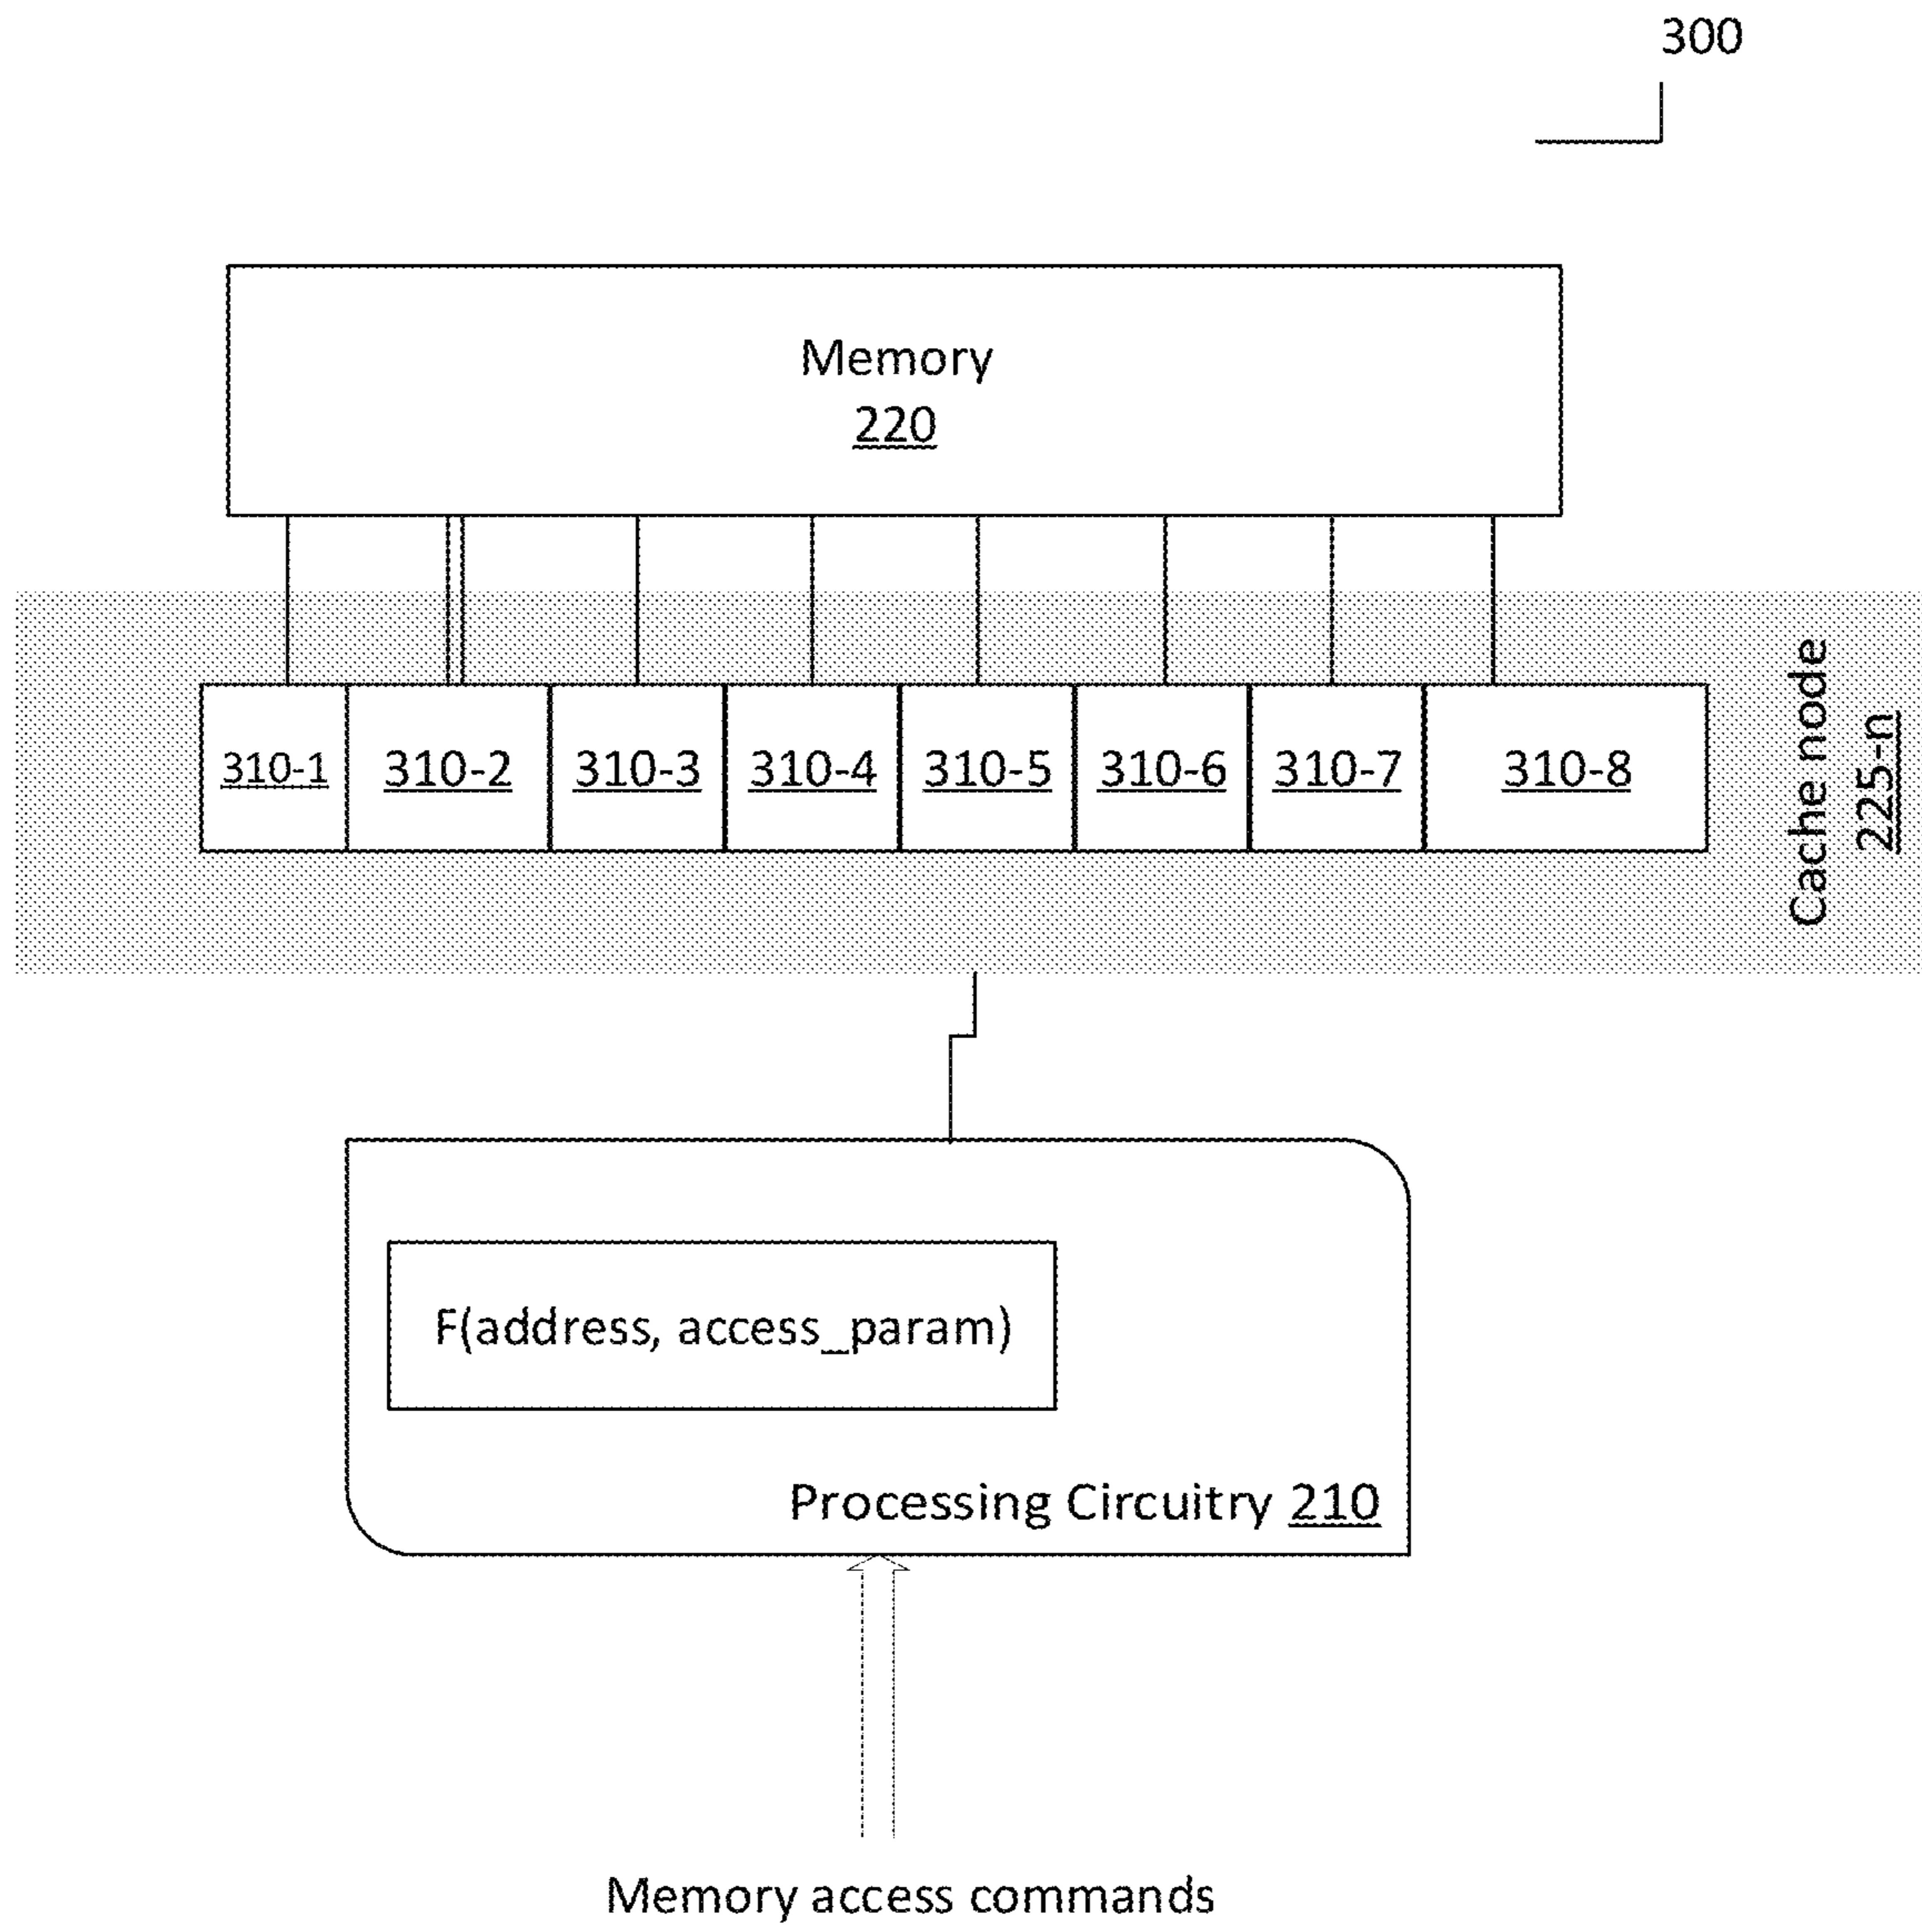 300
Memory
220
310-1
310-2
310-3
310-4
310-5
310-6
310-7
310-8
Cache node
225-n
F(address, access_param)
Processing Circuitry 210
Memory access commands